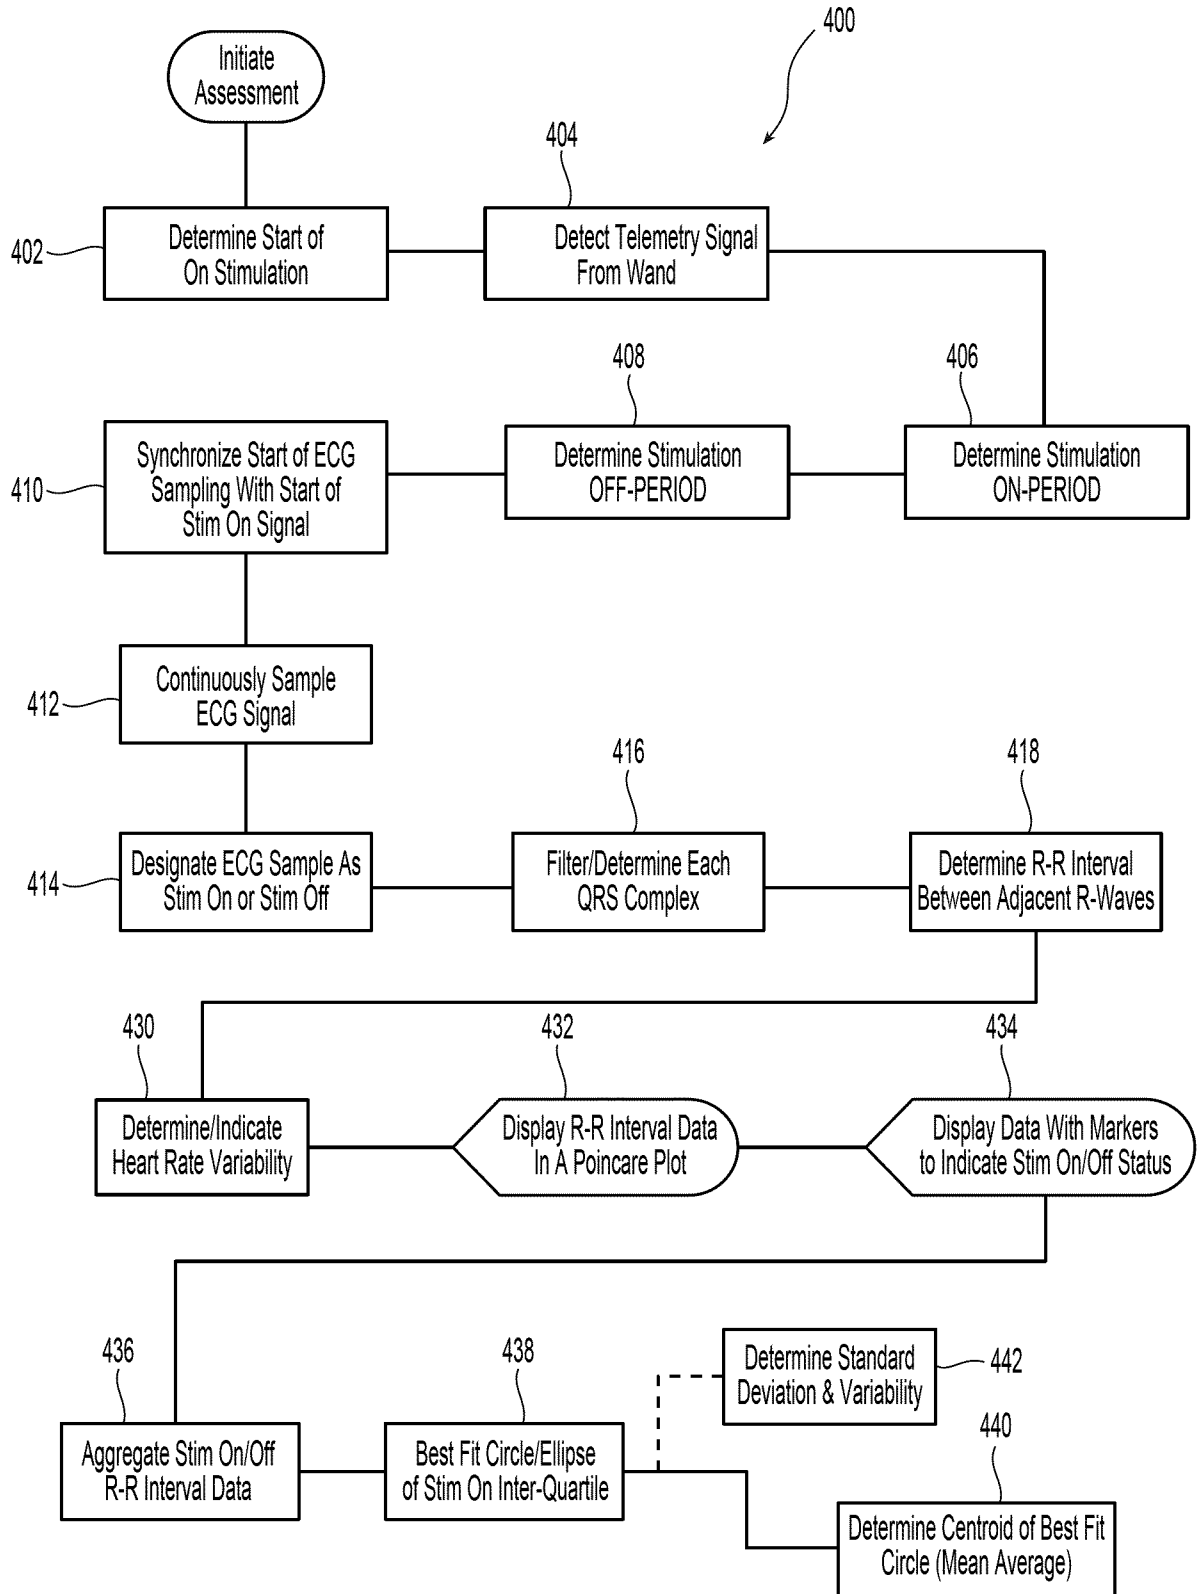 400
Initiate
Assessment
404
402
Determine Start of
On Stimulation
Detect Telemetry Signal
From Wand
408
406
410
Synchronize Start of ECG
Sampling With Start of
Stim On Signal
Determine Stimulation
OFF-PERIOD
Determine Stimulation
ON-PERIOD
412
Continuously Sample
ECG Signal
416
418
414
Designate ECG Sample As
Stim On or Stim Off
Filter/Determine Each
QRS Complex
Determine R-R Interval
Between Adjacent R-Waves
430
432
434
Determine/Indicate
Heart Rate Variability
Display R-R Interval Data
In A Poincare Plot
Display Data With Markers
to Indicate Stim On/Off Status
436
438
Determine Standard
Deviation & Variability
442
440
Aggregate Stim On/Off
R-R Interval Data
Best Fit Circle/Ellipse
of Stim On Inter-Quartile
Determine Centroid of Best Fit
Circle (Mean Average)